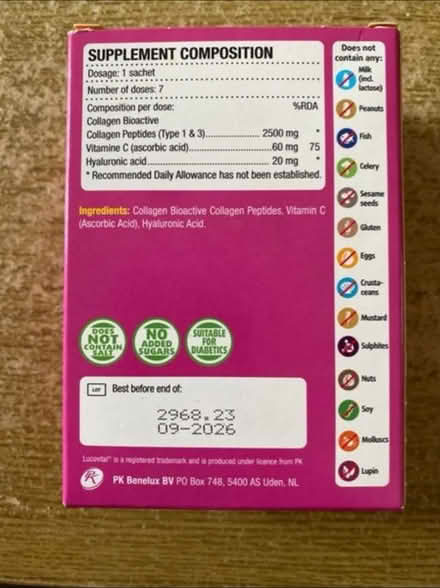 SUPPLEMENT COMPOSITION
Dosage: 1 sachet
Number of doses: 7
Composition per dose: %RDA
Collagen Bioactive
Collagen Peptides (Type 1 & 3) 2500 mg *
Vitamine C (ascorbic acid) 60 mg 75
Hyaluronic acid 20 mg *
* Recommended Daily Allowance has not been established.
Ingredients: Collagen Bioactive Collagen Peptides, Vitamin C
(Ascorbic Acid), Hyaluronic Acid.
DOES
NOT
CONTAIN
SALT
NO
ADDED
SUGARS
SUITABLE
FOR
DIABETICS
LOT Best before end of:
2968.23
09-2026
Lucovital™ is a registered trademark and is produced under licence from PK
PK Benelux BV PO Box 748, 5400 AS Uden, NL
Does not
contain any:
Milk
(incl.
lactose)
Peanuts
Fish
Celery
Sesame
seeds
Gluten
Eggs
Crusta-
ceans
Mustard
Sulphites
Nuts
Soy
Molluscs
Lupin